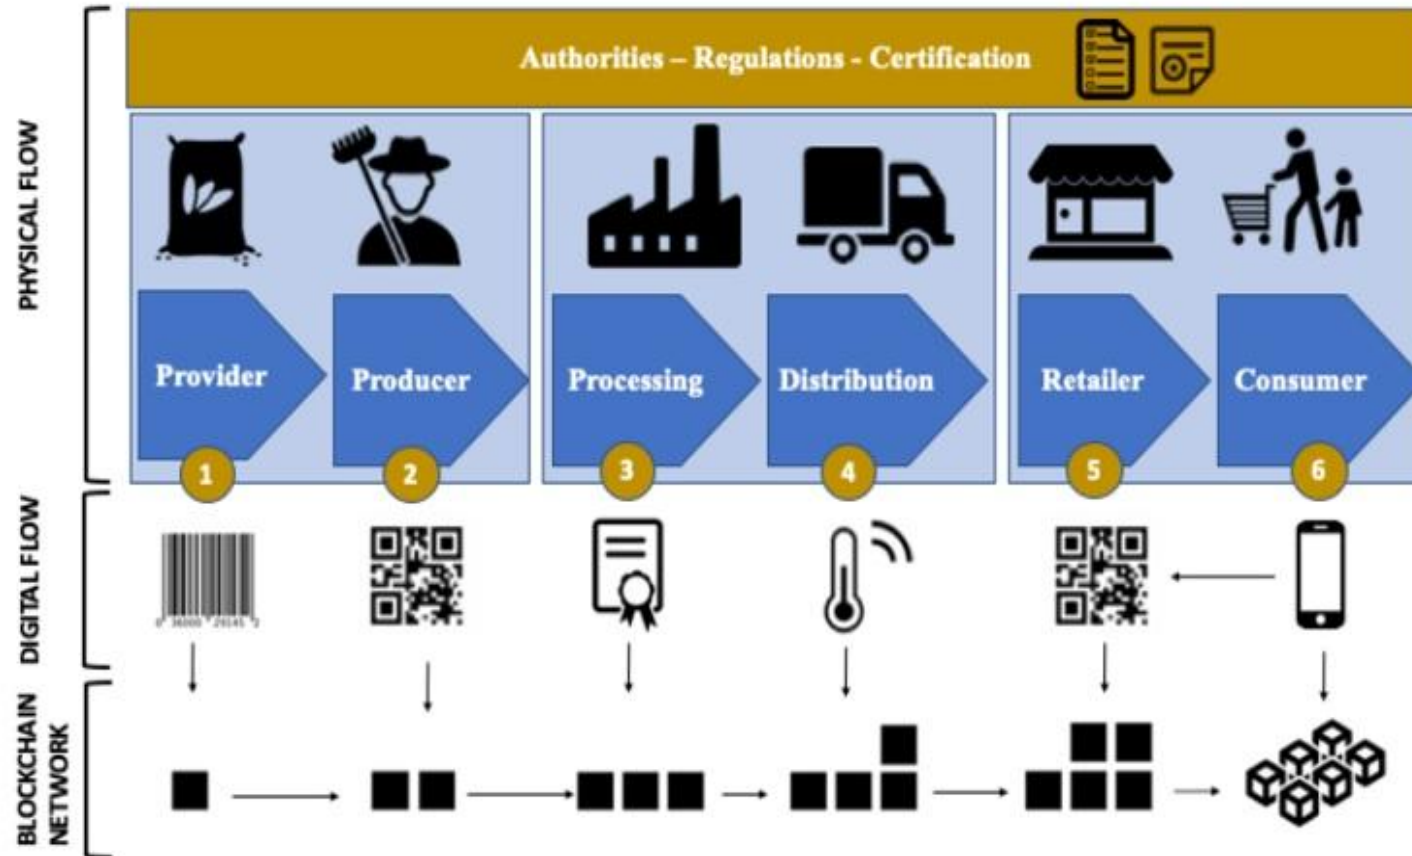 Authorities – Regulations - Certification
PHYSICAL FLOW
Provider
Producer
Processing
Distribution
Retailer
Consumer
1
2
3
4
5
6
DIGITAL FLOW
BLOCKCHAIN
NETWORK